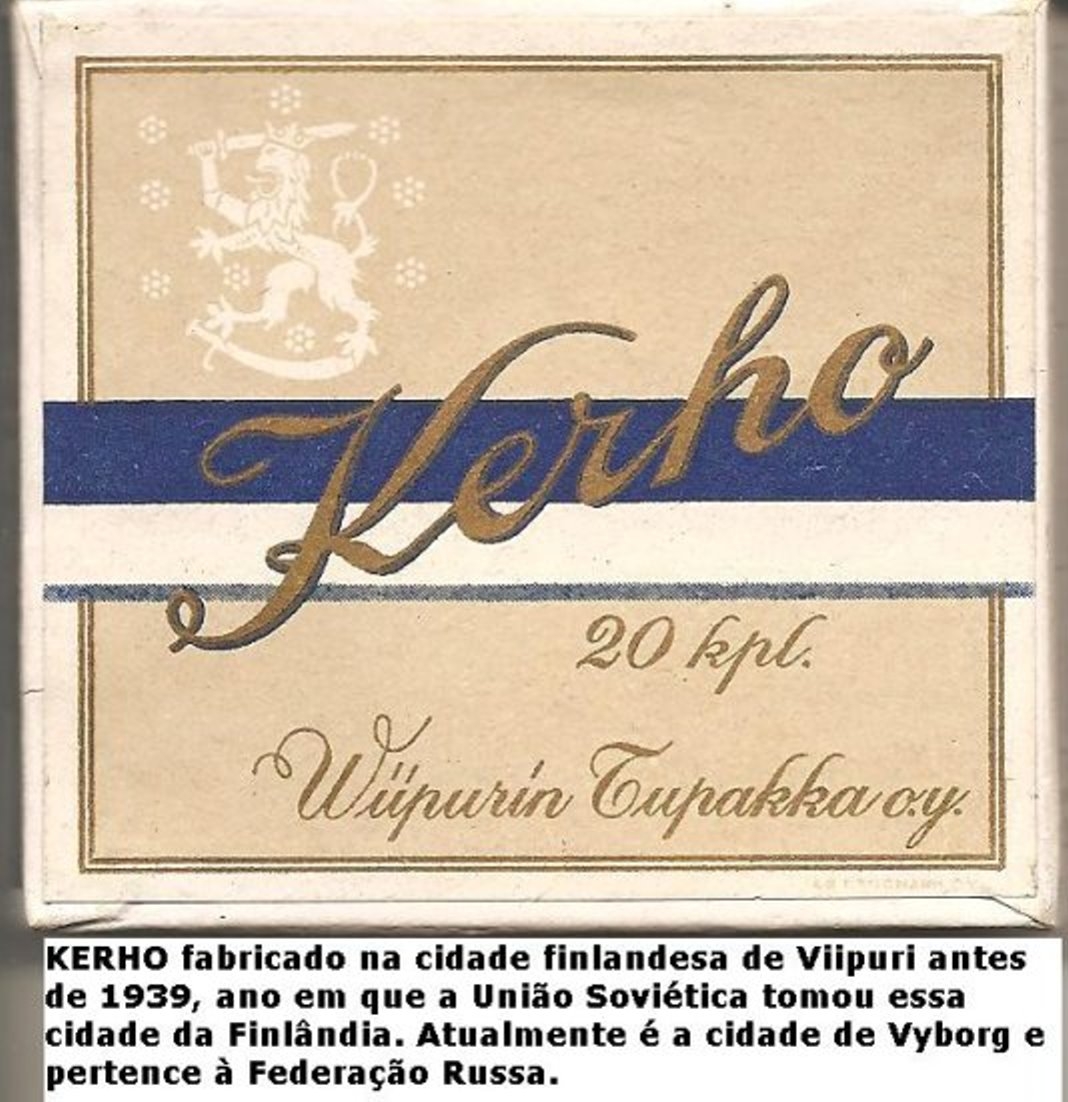 Kerho
20 kpl.
Wiipurin Tupakka o.y.
KERHO fabricado na cidade finlandesa de Viipuri antes
de 1939, ano em que a União Soviética tomou essa
cidade da Finlândia. Atualmente é a cidade de Vyborg e
pertence à Federação Russa.